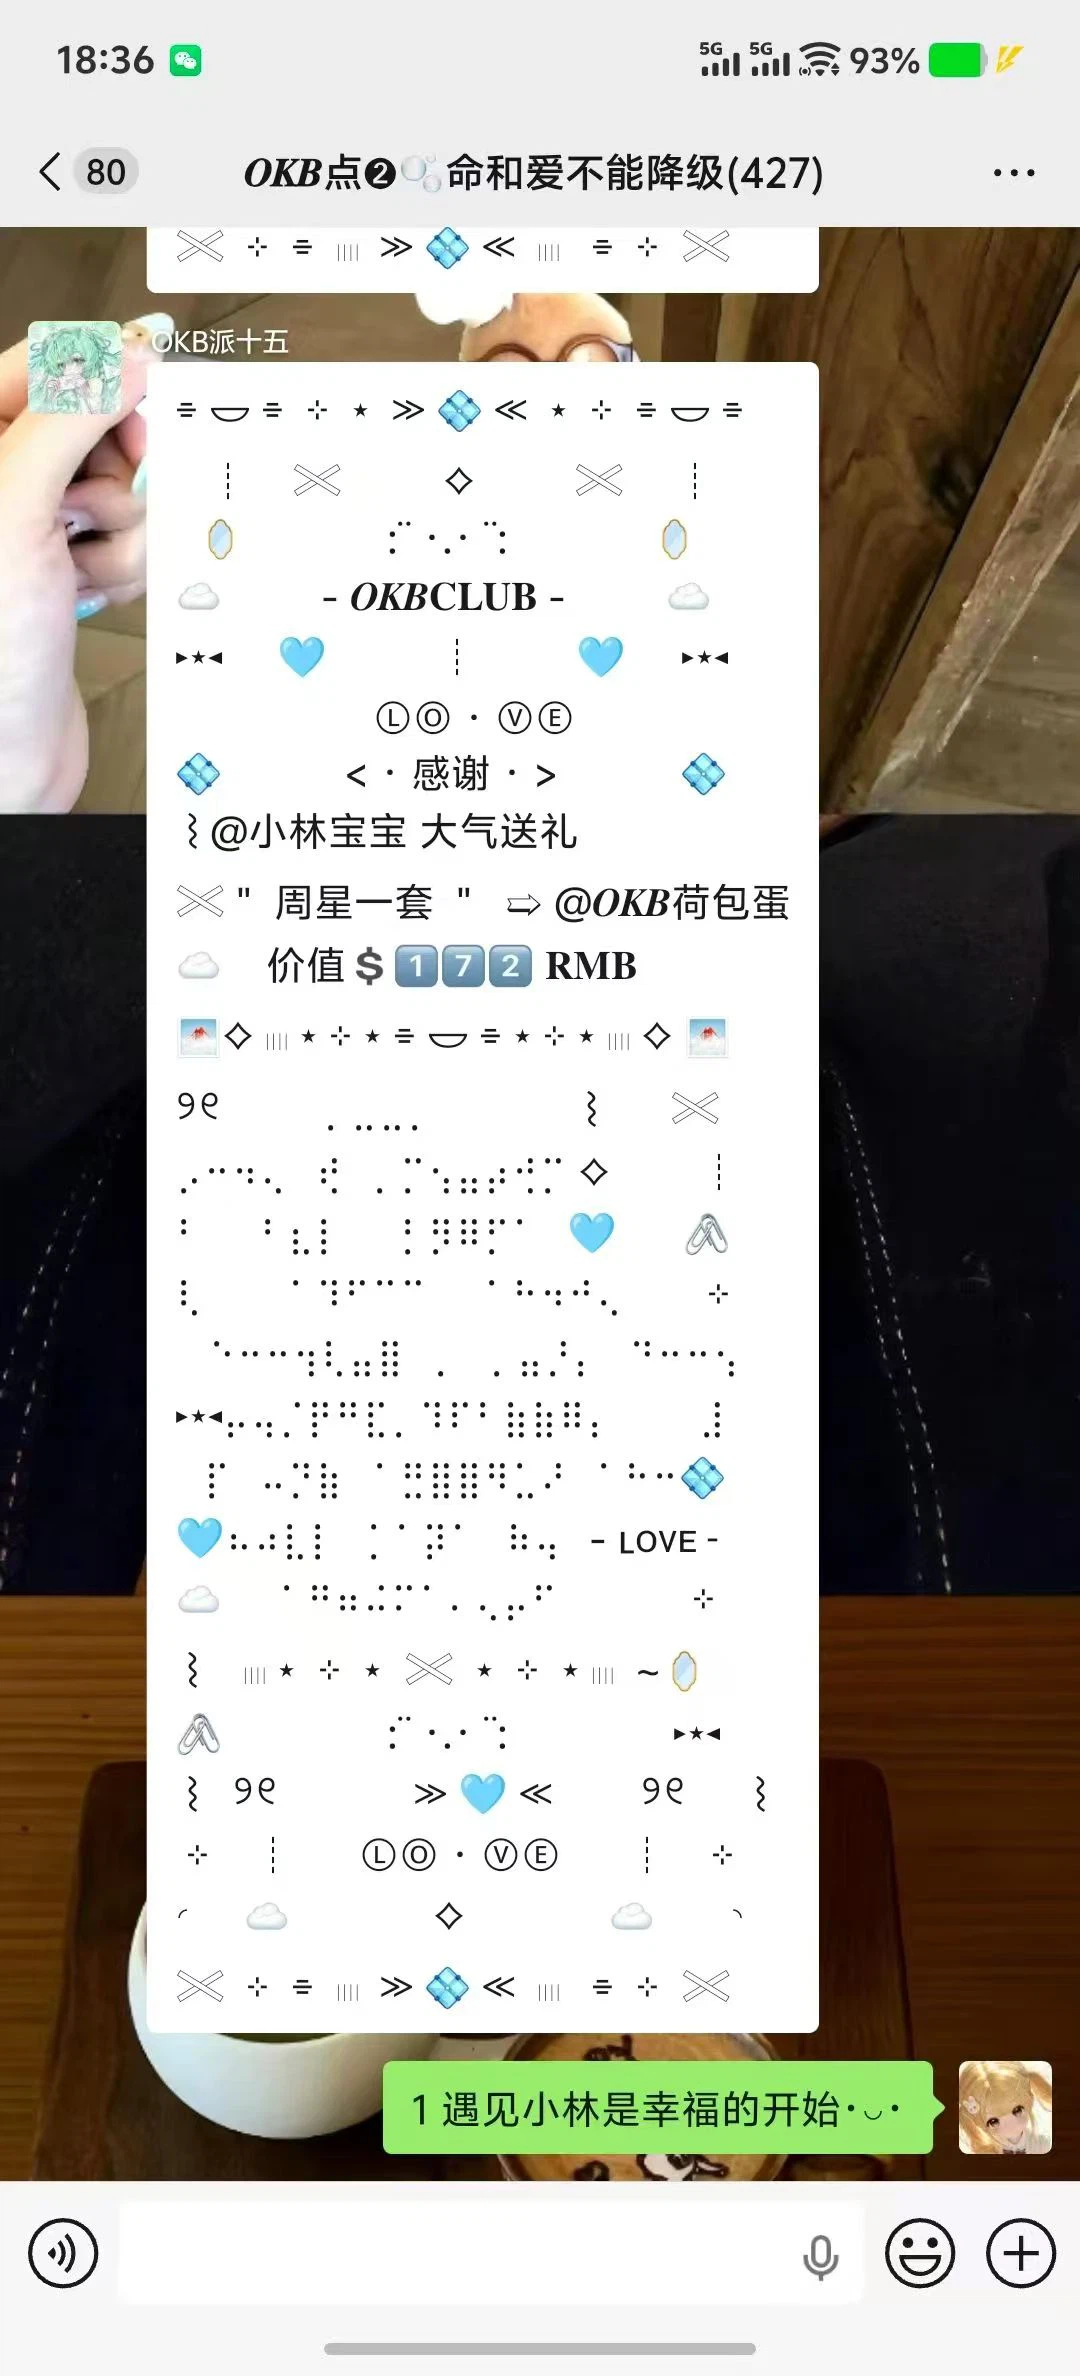 18:36 5G 5G 93%
80 OKB点❷🫧命和爱不能降级(427)
OKB派十五
- OKBCLUB -
ⓁⓄ · ⓋⒺ
< · 感谢 · >
@小林宝宝 大气送礼
" 周星一套 " ⇨ @OKB荷包蛋
价值 $ 1️⃣7️⃣2️⃣ RMB
- LOVE -
ⓁⓄ · ⓋⒺ
1 遇见小林是幸福的开始·◡·